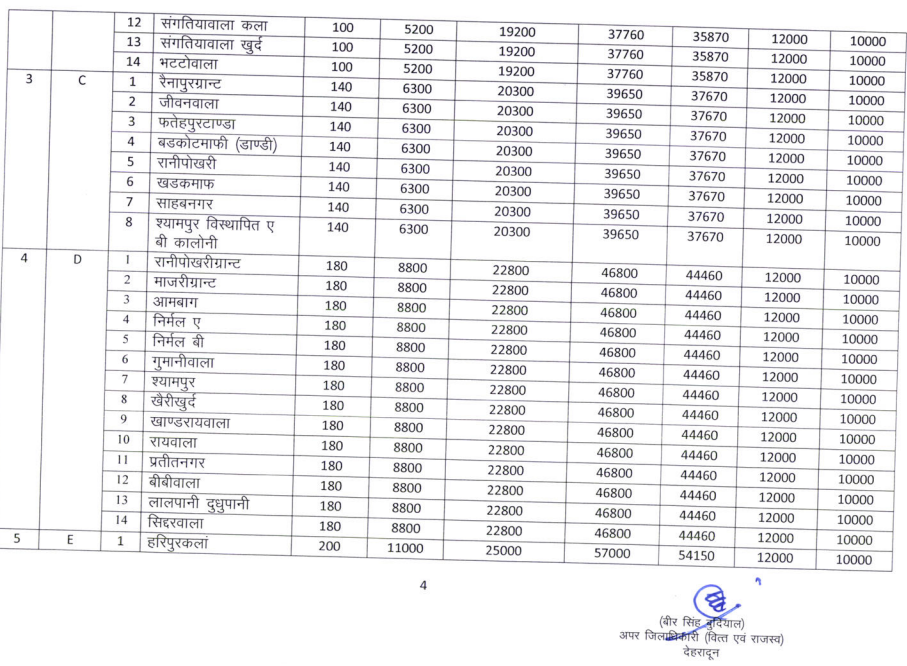 12 संगतियावाला कला 100 5200 19200 37760 35870 12000 10000
13 संगतियावाला खुर्द 100 5200 19200 37760 35870 12000 10000
14 भटटोवाला 100 5200 19200 37760 35870 12000 10000
3 C 1 रैनापुरग्रान्ट 140 6300 20300 39650 37670 12000 10000
2 जीवनवाला 140 6300 20300 39650 37670 12000 10000
3 फतेहपुरटाण्डा 140 6300 20300 39650 37670 12000 10000
4 बडकोटमाफी (डाण्डी) 140 6300 20300 39650 37670 12000 10000
5 रानीपोखरी 140 6300 20300 39650 37670 12000 10000
6 खडकमाफ 140 6300 20300 39650 37670 12000 10000
7 साहबनगर 140 6300 20300 39650 37670 12000 10000
8 श्यामपुर विस्थापित ए 140 6300 20300 39650 37670 12000 10000
बी कालोनी
4 D 1 रानीपोखरीग्रान्ट 180 8800 22800 46800 44460 12000 10000
2 माजरीग्रान्ट 180 8800 22800 46800 44460 12000 10000
3 आमबाग 180 8800 22800 46800 44460 12000 10000
4 निर्मल ए 180 8800 22800 46800 44460 12000 10000
5 निर्मल बी 180 8800 22800 46800 44460 12000 10000
6 गुमानीवाला 180 8800 22800 46800 44460 12000 10000
7 श्यामपुर 180 8800 22800 46800 44460 12000 10000
8 खैरीखुर्द 180 8800 22800 46800 44460 12000 10000
9 खाण्डरायवाला 180 8800 22800 46800 44460 12000 10000
10 रायवाला 180 8800 22800 46800 44460 12000 10000
11 प्रतीतनगर 180 8800 22800 46800 44460 12000 10000
12 बीबीवाला 180 8800 22800 46800 44460 12000 10000
13 लालपानी दुधुपानी 180 8800 22800 46800 44460 12000 10000
14 सिद्दरवाला 180 8800 22800 46800 44460 12000 10000
5 E 1 हरिपुरकलां 200 11000 25000 57000 54150 12000 10000
4
(बीर सिंह बुदियाल)
अपर जिलाधिकारी (वित्त एवं राजस्व)
देहरादून